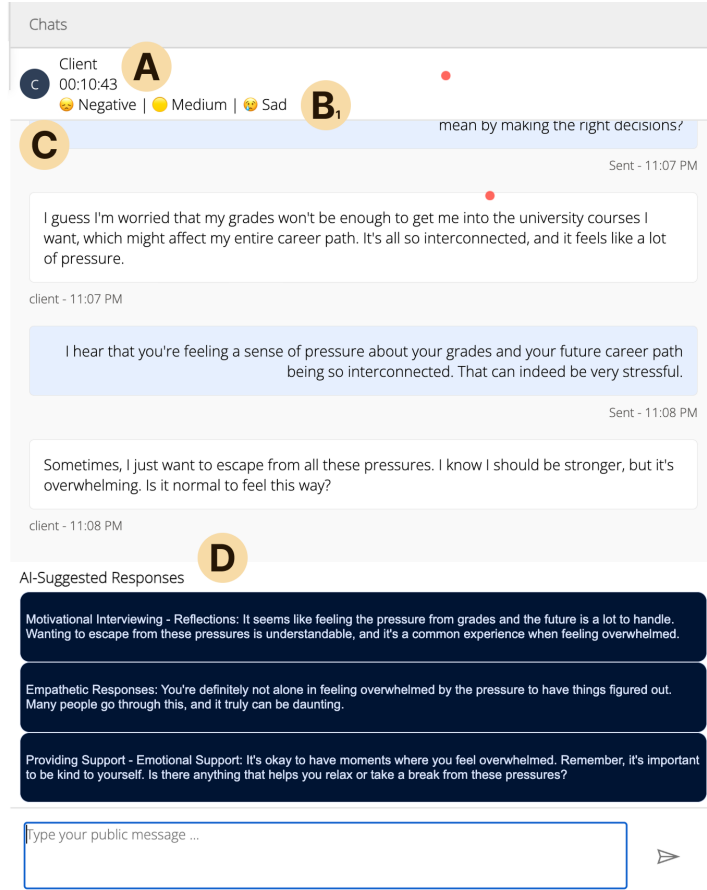 Chats
Client
A
C
00:10:43
Negative | Medium | Sad
B1
C
mean by making the right decisions?
Sent - 11:07 PM
I guess I'm worried that my grades won't be enough to get me into the university courses I
want, which might affect my entire career path. It's all so interconnected, and it feels like a lot
of pressure.
client - 11:07 PM
I hear that you're feeling a sense of pressure about your grades and your future career path
being so interconnected. That can indeed be very stressful.
Sent - 11:08 PM
Sometimes, I just want to escape from all these pressures. I know I should be stronger, but it's
overwhelming. Is it normal to feel this way?
client - 11:08 PM
D
AI-Suggested Responses
Motivational Interviewing - Reflections: It seems like feeling the pressure from grades and the future is a lot to handle.
Wanting to escape from these pressures is understandable, and it's a common experience when feeling overwhelmed.
Empathetic Responses: You're definitely not alone in feeling overwhelmed by the pressure to have things figured out.
Many people go through this, and it truly can be daunting.
Providing Support - Emotional Support: It's okay to have moments where you feel overwhelmed. Remember, it's important
to be kind to yourself. Is there anything that helps you relax or take a break from these pressures?
Type your public message ...